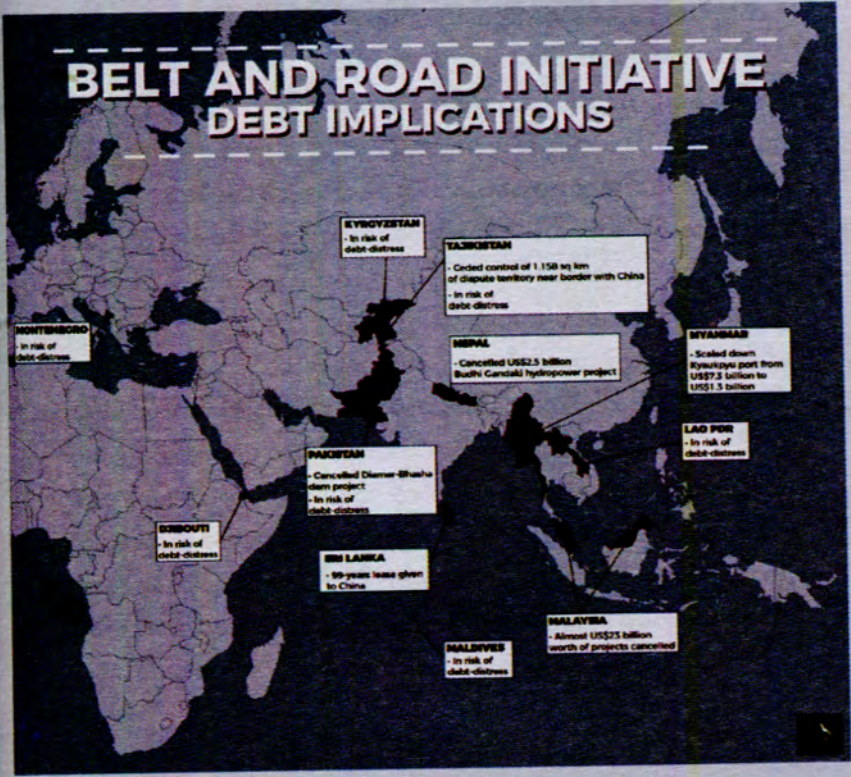 BELT AND ROAD INITIATIVE
DEBT IMPLICATIONS
KYRGYZSTAN
- In risk of
debt-distress
TAJIKISTAN
- Ceded control of 1.158 sq km
of dispute territory near border with China
- In risk of
debt distress
MONTENEGRO
- In risk of
debt-distress
NEPAL
- Cancelled US$2.5 billion
Budhi Gandaki hydropower project
MYANMAR
- Scaled down
Kyaukpyu port from
US$7.3 billion to
US$1.3 billion
LAO PDR
- In risk of
debt-distress
PAKISTAN
- Cancelled Diamer-Bhasha
dam project
- In risk of
debt-distress
DJIBOUTI
- In risk of
debt-distress
SRI LANKA
- 99-years lease given
to China
MALAYSIA
- Almost US$23 billion
worth of projects cancelled
MALDIVES
- In risk of
debt-distress